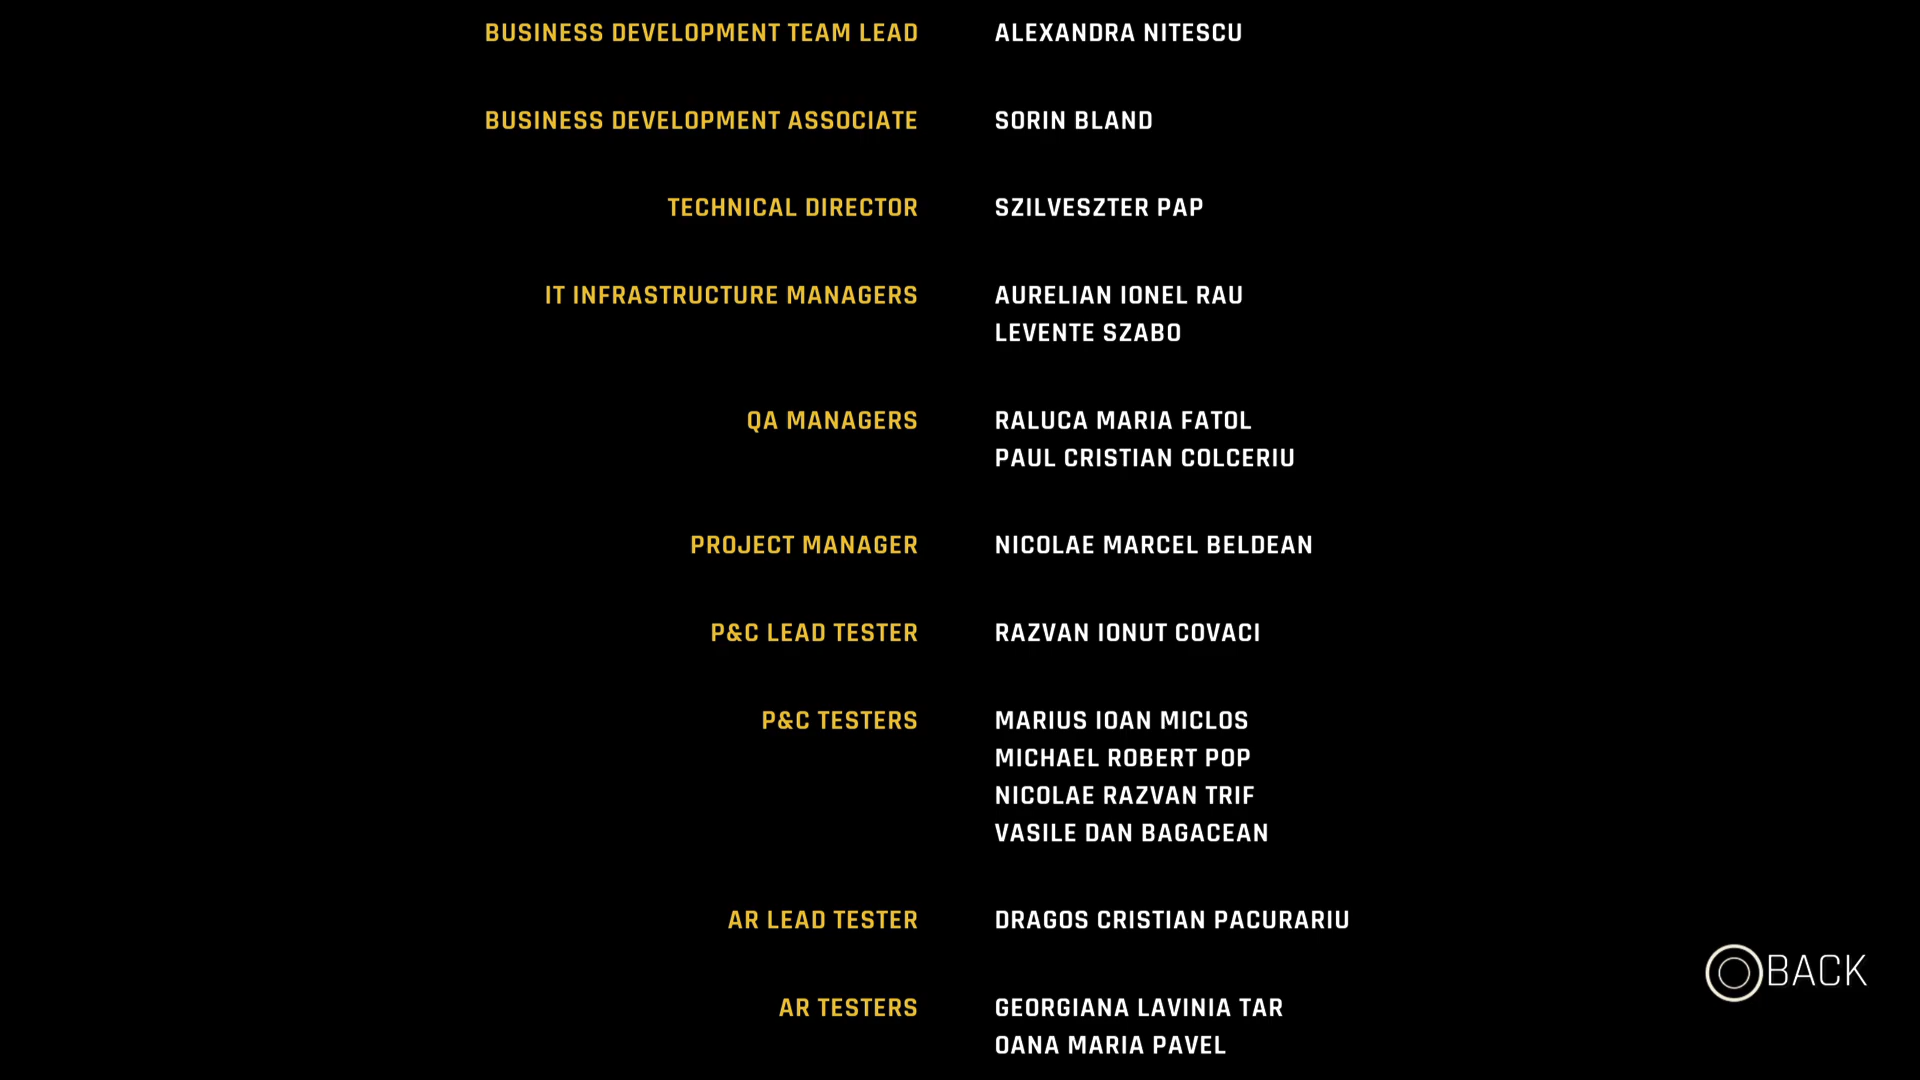 BUSINESS DEVELOPMENT TEAM LEAD ALEXANDRA NITESCU
BUSINESS DEVELOPMENT ASSOCIATE SORIN BLAND
TECHNICAL DIRECTOR SZILVESZTER PAP
IT INFRASTRUCTURE MANAGERS AURELIAN IONEL RAU
LEVENTE SZABO
QA MANAGERS RALUCA MARIA FATOL
PAUL CRISTIAN COLCERIU
PROJECT MANAGER NICOLAE MARCEL BELDEAN
P&C LEAD TESTER RAZVAN IONUT COVACI
P&C TESTERS MARIUS IOAN MICLOS
MICHAEL ROBERT POP
NICOLAE RAZVAN TRIF
VASILE DAN BAGACEAN
AR LEAD TESTER DRAGOS CRISTIAN PACURARIU
BACK
AR TESTERS GEORGIANA LAVINIA TAR
OANA MARIA PAVEL